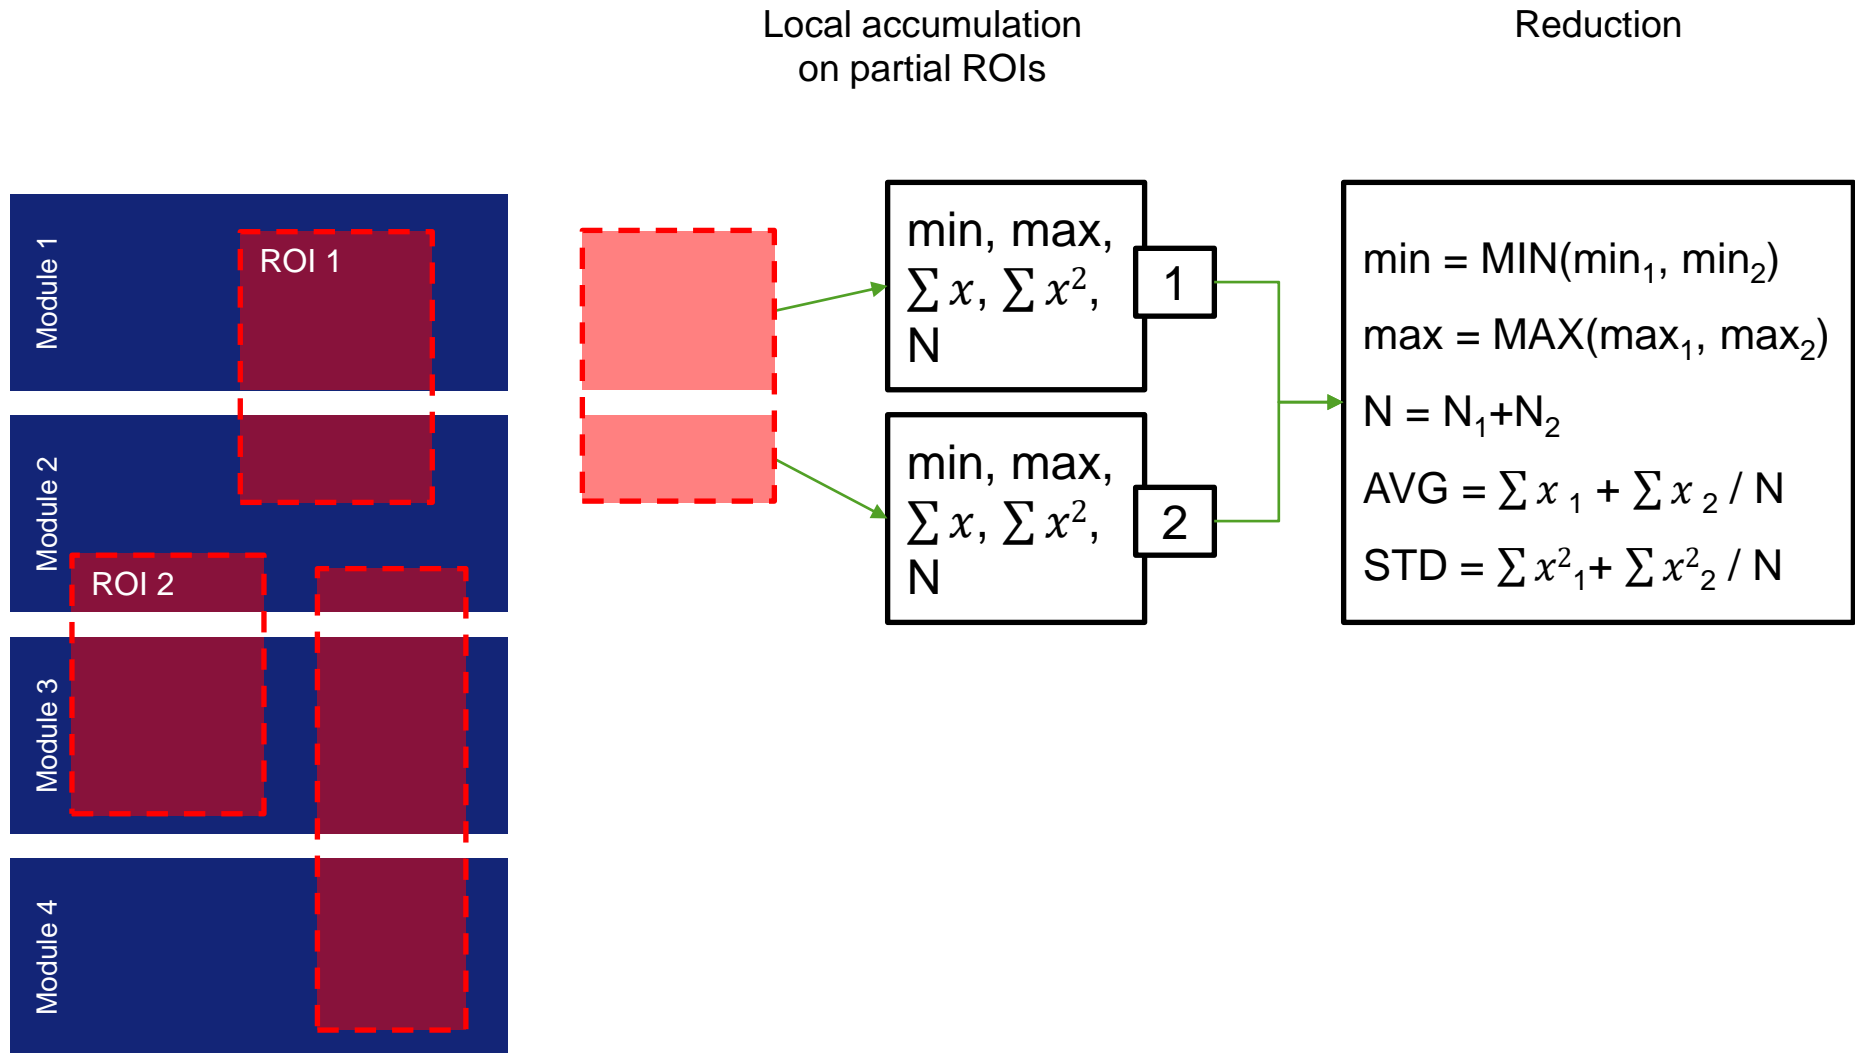 Local accumulation
on partial ROIs
Reduction
Module 1
ROI 1
Module 2
ROI 2
Module 3
Module 4
min, max,
∑ x, ∑ x²,
N
1
min, max,
∑ x, ∑ x²,
N
2
min = MIN(min₁, min₂)
max = MAX(max₁, max₂)
N = N₁+N₂
AVG = ∑ x ₁ + ∑ x ₂ / N
STD = ∑ x²₁+ ∑ x²₂ / N